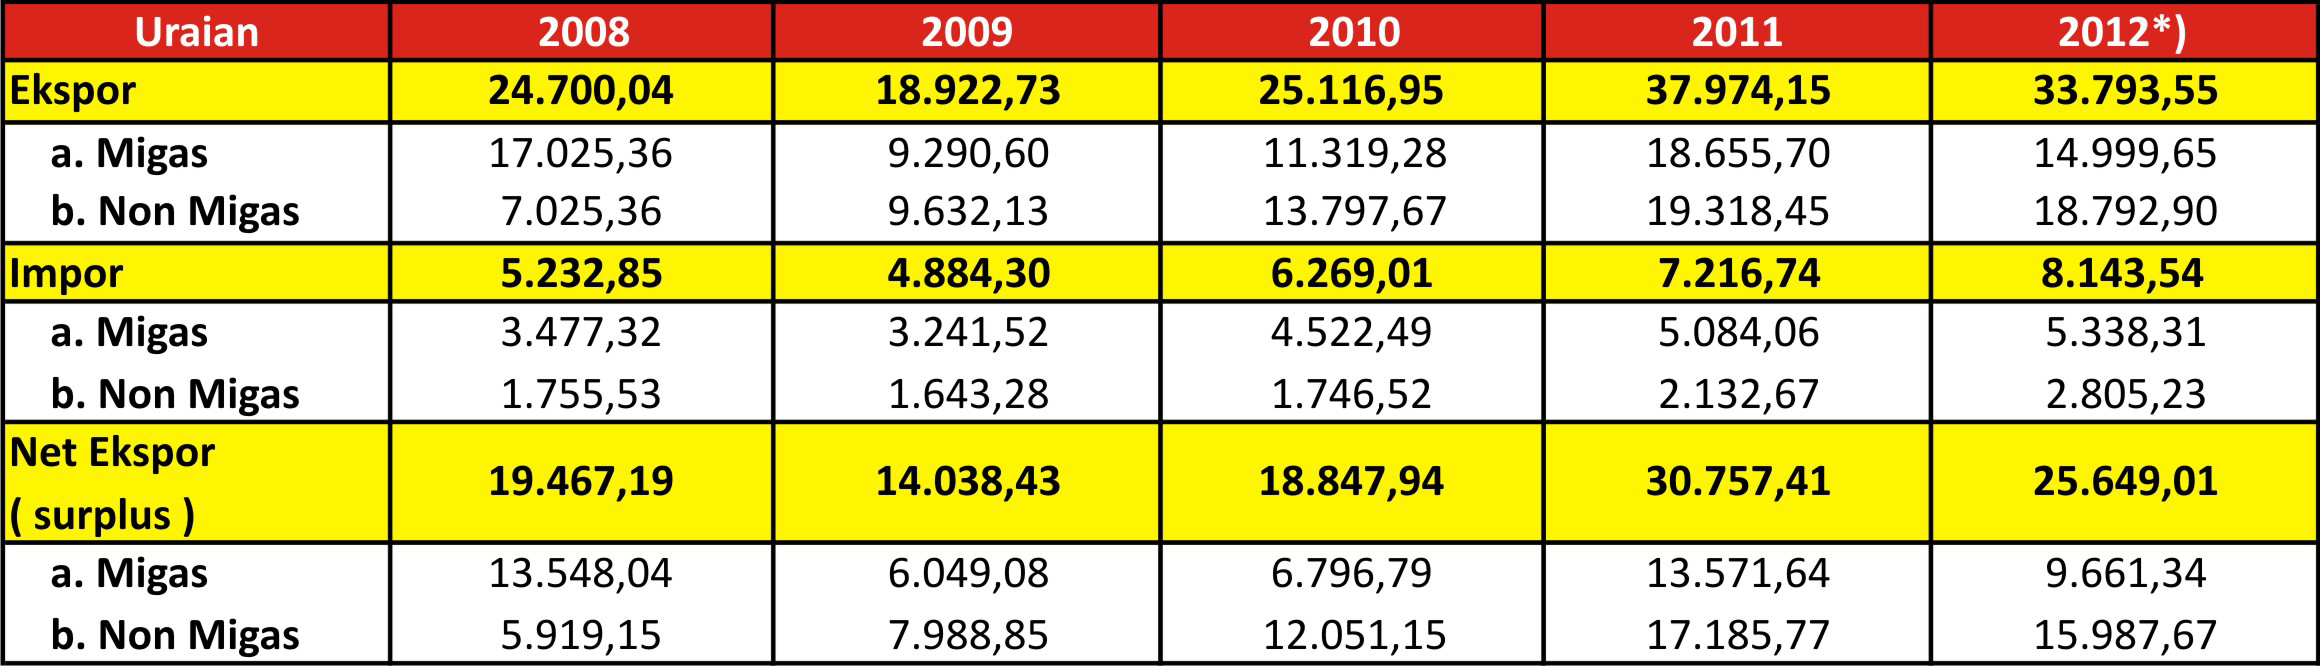 Uraian 2008 2009 2010 2011 2012*)
Ekspor 24.700,04 18.922,73 25.116,95 37.974,15 33.793,55
a. Migas 17.025,36 9.290,60 11.319,28 18.655,70 14.999,65
b. Non Migas 7.025,36 9.632,13 13.797,67 19.318,45 18.792,90
Impor 5.232,85 4.884,30 6.269,01 7.216,74 8.143,54
a. Migas 3.477,32 3.241,52 4.522,49 5.084,06 5.338,31
b. Non Migas 1.755,53 1.643,28 1.746,52 2.132,67 2.805,23
Net Ekspor
( surplus ) 19.467,19 14.038,43 18.847,94 30.757,41 25.649,01
a. Migas 13.548,04 6.049,08 6.796,79 13.571,64 9.661,34
b. Non Migas 5.919,15 7.988,85 12.051,15 17.185,77 15.987,67